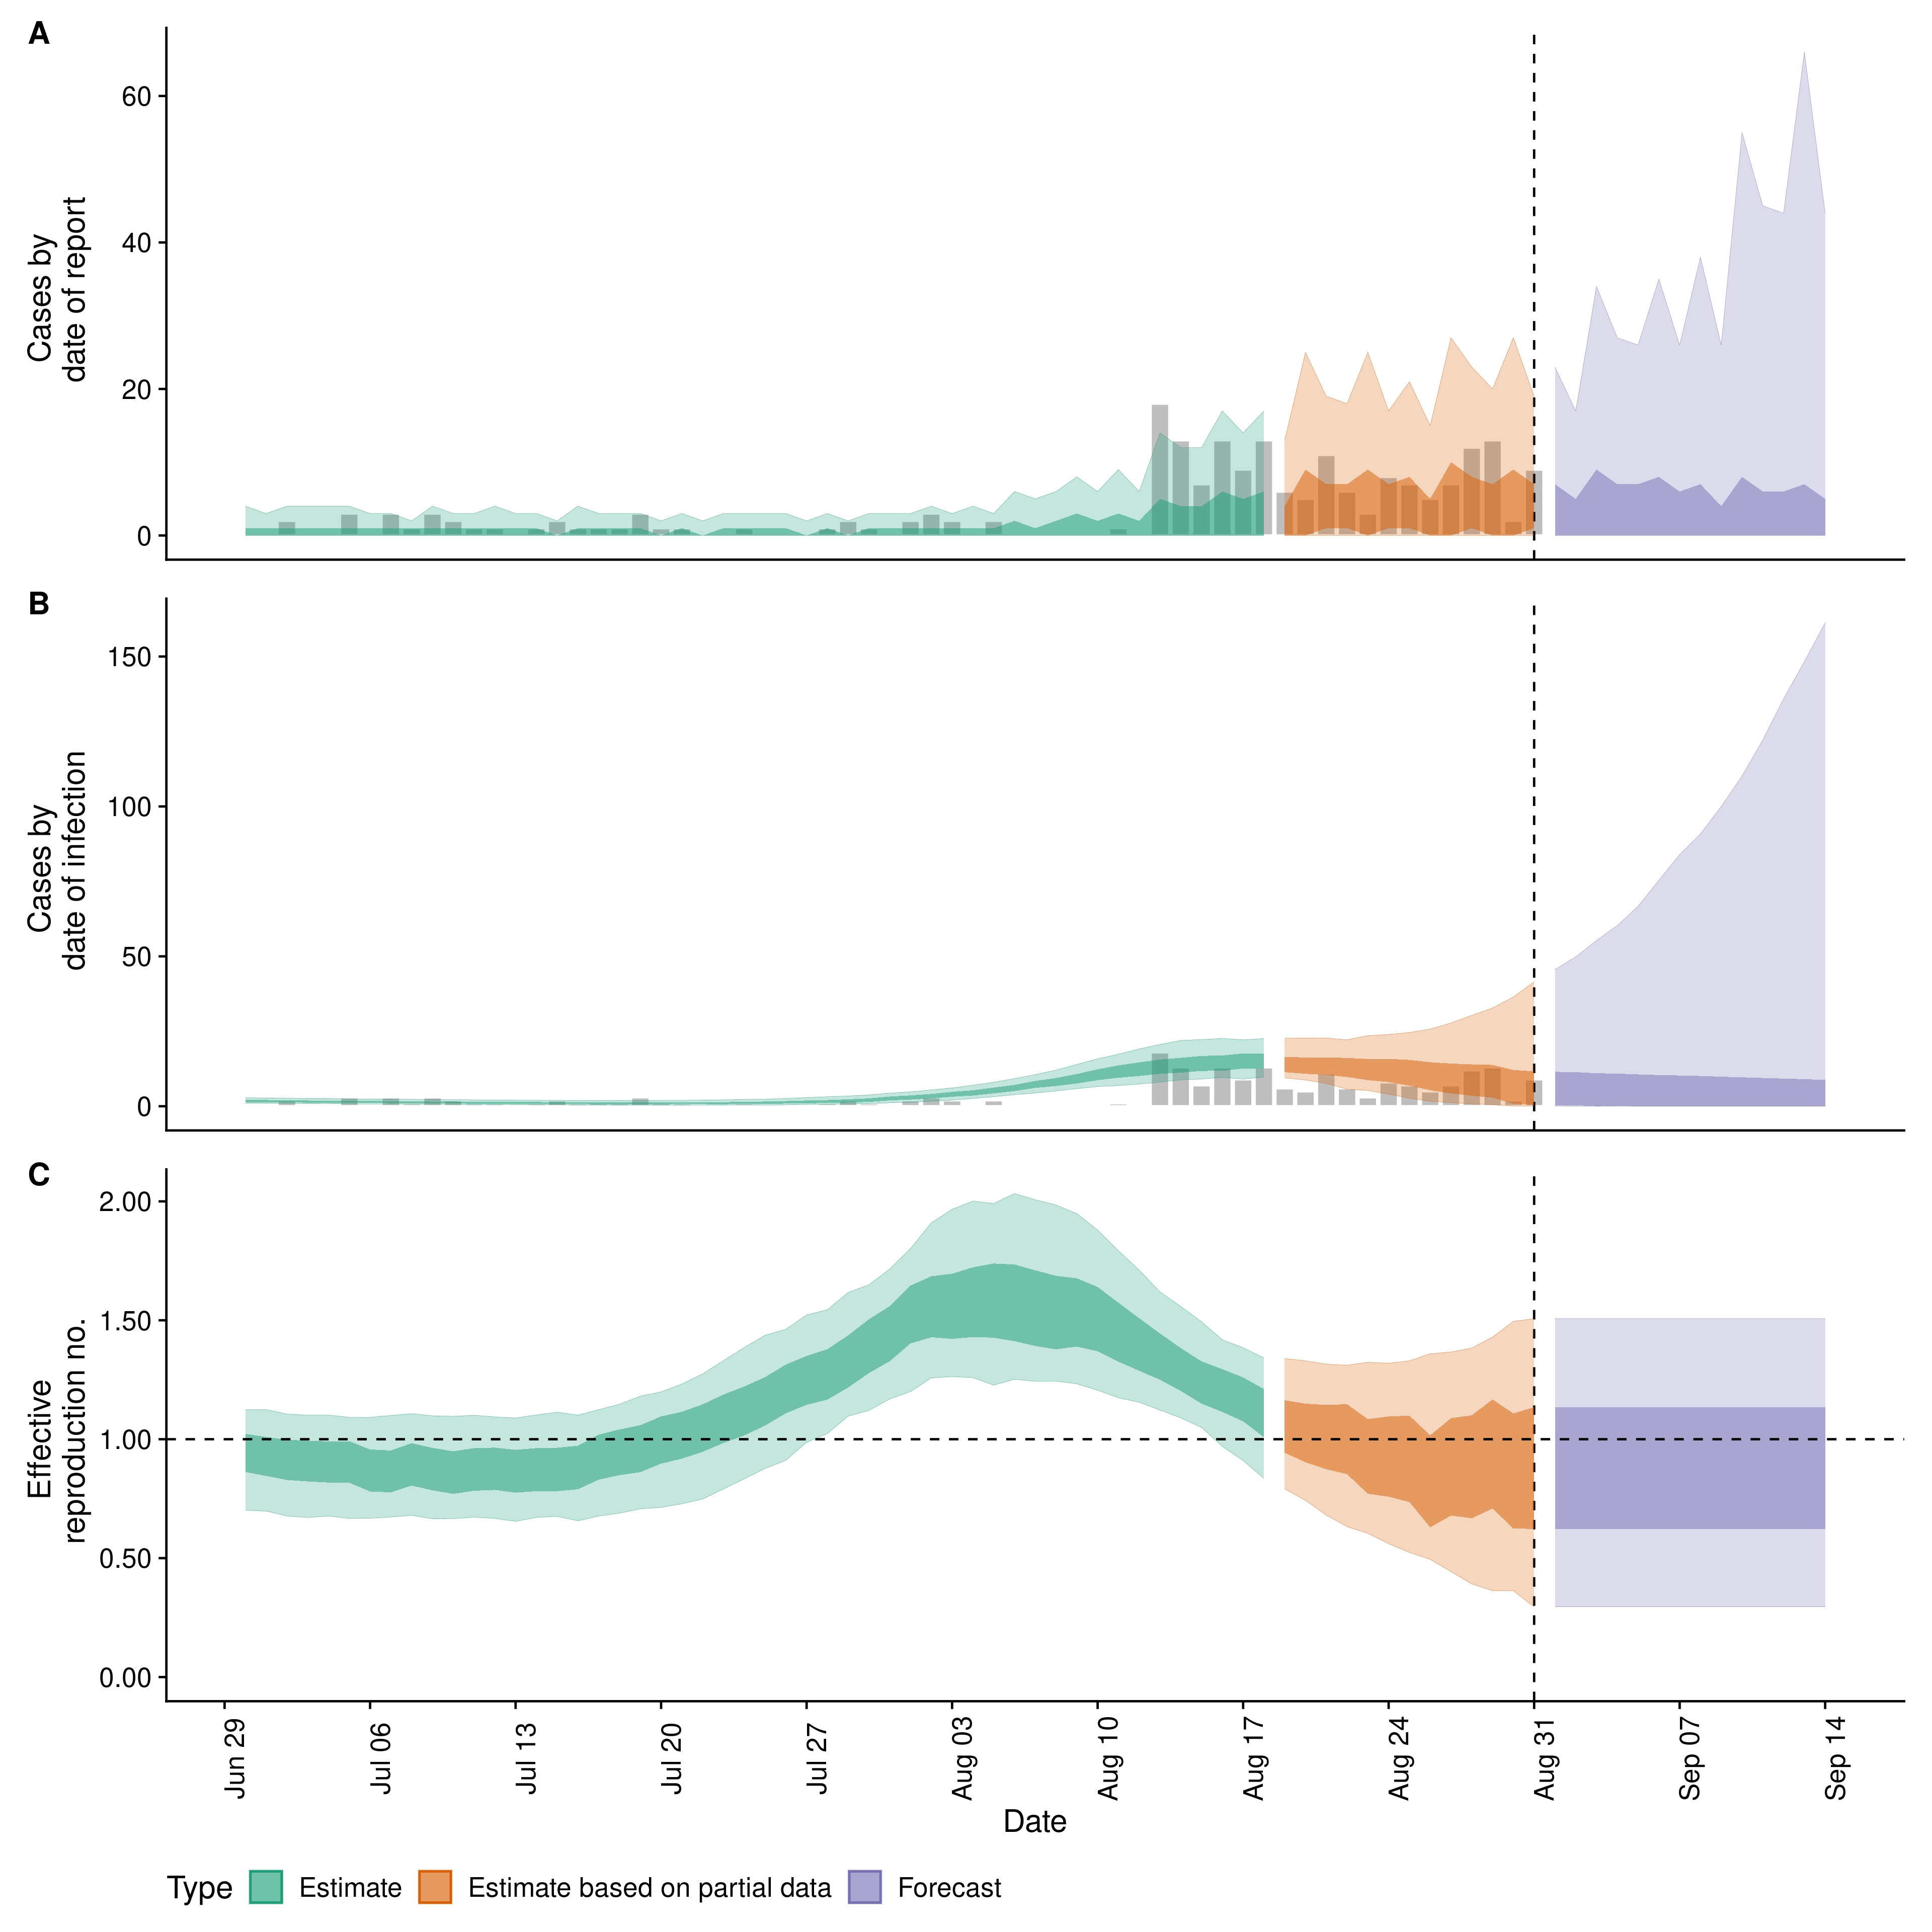 A
Cases by
date of report
60
40
20
0
B
Cases by
date of infection
150
100
50
0
C
Effective
reproduction no.
2.00
1.50
1.00
0.50
0.00
Jun 29
Jul 06
Jul 13
Jul 20
Jul 27
Aug 03
Aug 10
Aug 17
Aug 24
Aug 31
Sep 07
Sep 14
Date
Type Estimate Estimate based on partial data Forecast